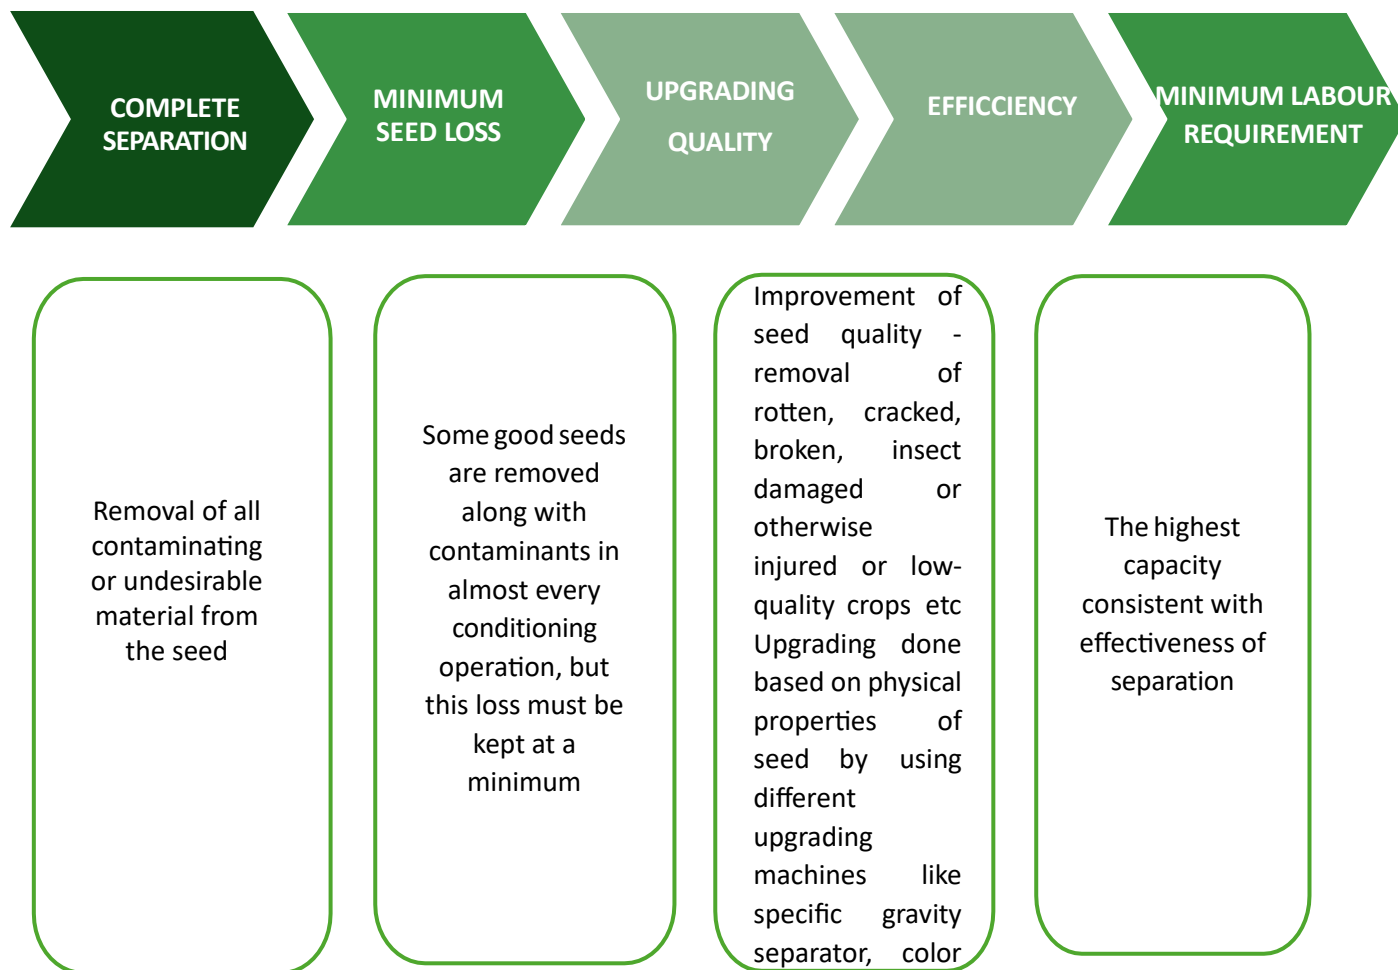 COMPLETE
SEPARATION
MINIMUM
SEED LOSS
UPGRADING
QUALITY
EFFICCIENCY
MINIMUM LABOUR
REQUIREMENT
Removal of all
contaminating
or undesirable
material from
the seed
Some good seeds
are removed
along with
contaminants in
almost every
conditioning
operation, but
this loss must be
kept at a
minimum
Improvement of
seed quality -
removal of
rotten, cracked,
broken, insect
damaged or
otherwise
injured or low-
quality crops etc
Upgrading done
based on physical
properties of
seed by using
different
upgrading
machines like
specific gravity
separator, color
The highest
capacity
consistent with
effectiveness of
separation